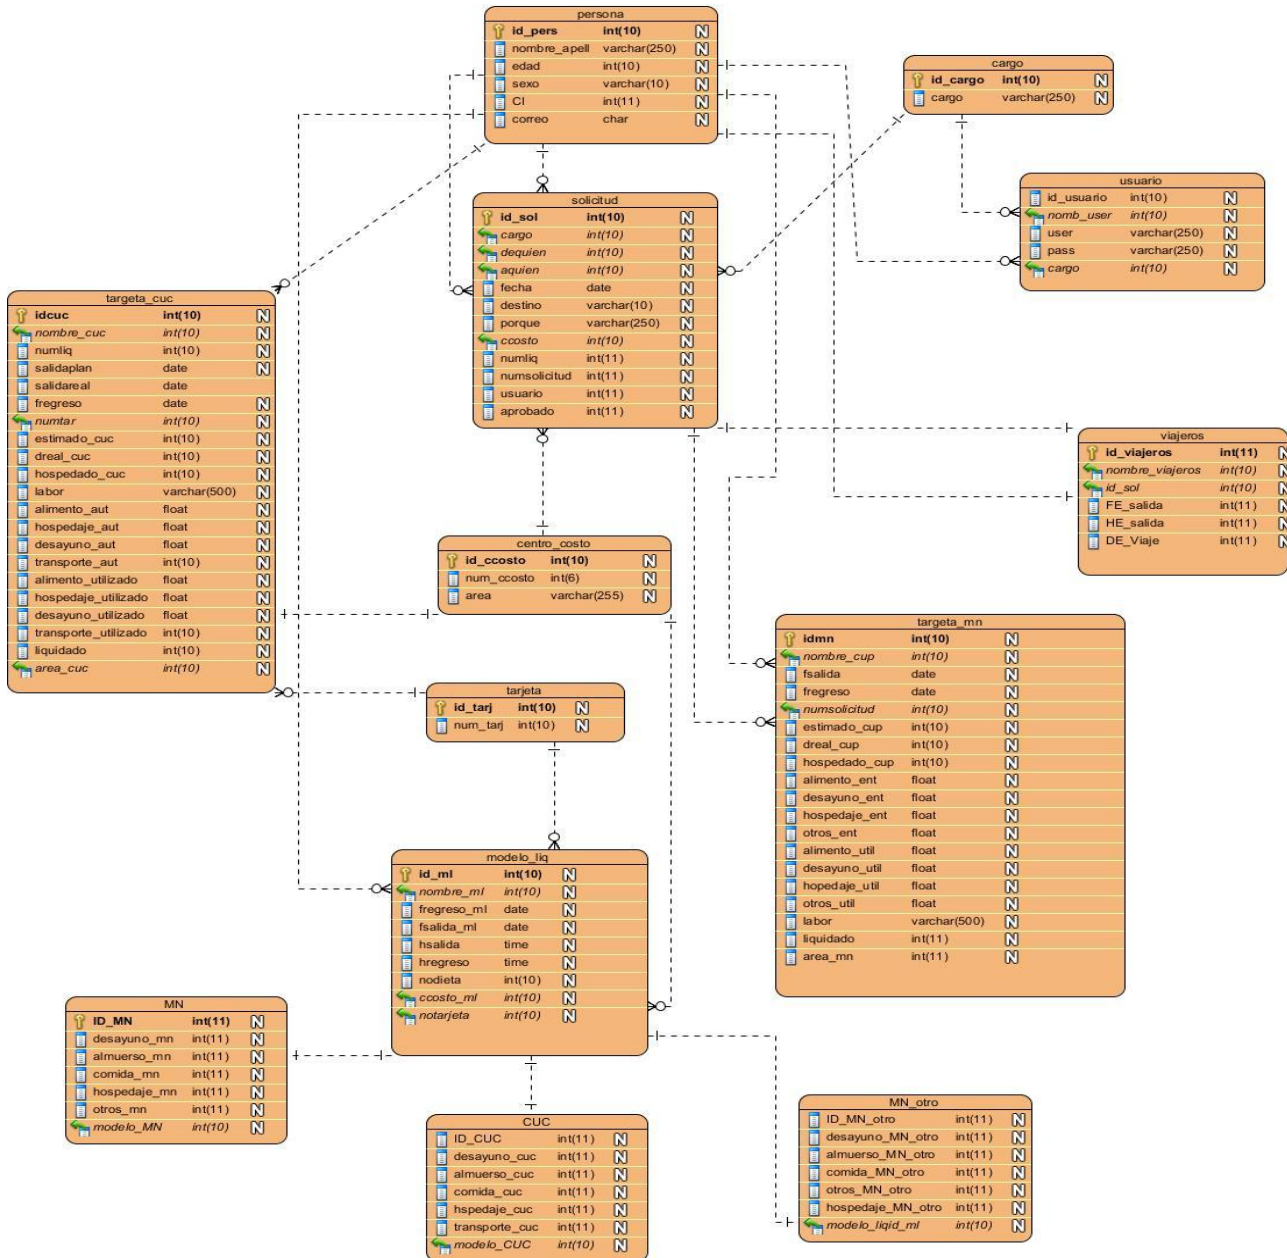 persona
id_pers int(10) N
nombre_apell varchar(250) N
edad int(10) N
sexo varchar(10) N
CI int(11) N
correo char N
cargo
id_cargo int(10) N
cargo varchar(250) N
usuario
id_usuario int(10) N
nomb_user int(10) N
user varchar(250) N
pass varchar(250) N
cargo int(10) N
solicitud
id_sol int(10) N
cargo int(10) N
dequien int(10) N
aquien int(10) N
fecha date N
destino varchar(10) N
porque varchar(250) N
ccosto int(10) N
numliq int(11) N
numsolicitud int(11) N
usuario int(11) N
aprobado int(11) N
targeta_cuc
idcuc int(10) N
nombre_cuc int(10) N
numliq int(10) N
salidaplan date N
salidareal date
fregreso date N
numtar int(10) N
estimado_cuc int(10) N
dreal_cuc int(10) N
hospedado_cuc int(10) N
labor varchar(500) N
alimento_aut float N
hospedaje_aut float N
desayuno_aut float N
transporte_aut int(10) N
alimento_utilizado float N
hospedaje_utilizado float N
desayuno_utilizado float N
transporte_utilizado int(10) N
liquidado int(10) N
area_cuc int(10) N
viajeros
id_viajeros int(11) N
nombre_viajeros int(10) N
id_sol int(10) N
FE_salida int(11) N
HE_salida int(11) N
DE_Viaje int(11) N
centro_costo
id_ccosto int(10) N
num_ccosto int(6) N
area varchar(255) N
targeta_mn
idmn int(10) N
nombre_cup int(10) N
fsalida date N
fregreso date N
numsolicitud int(10) N
estimado_cup int(10) N
dreal_cup int(10) N
hospedado_cup int(10) N
alimento_ent float N
desayuno_ent float N
hospedaje_ent float N
otros_ent float N
alimento_util float N
desayuno_util float N
hopedaje_util float N
otros_util float N
labor varchar(500) N
liquidado int(11) N
area_mn int(11) N
tarjeta
id_tarj int(10) N
num_tarj int(10) N
modelo_liq
id_ml int(10) N
nombre_ml int(10) N
fregreso_ml date N
fsalida_ml date N
hsalida time N
hregreso time N
nodieta int(10) N
ccosto_ml int(10) N
notarjeta int(10) N
MN
ID_MN int(11) N
desayuno_mn int(11) N
almuerso_mn int(11) N
comida_mn int(11) N
hospedaje_mn int(11) N
otros_mn int(11) N
modelo_MN int(10) N
CUC
ID_CUC int(11) N
desayuno_cuc int(11) N
almuerso_cuc int(11) N
comida_cuc int(11) N
hspedaje_cuc int(11) N
transporte_cuc int(11) N
modelo_CUC int(10) N
MN_otro
ID_MN_otro int(11) N
desayuno_MN_otro int(11) N
almuerso_MN_otro int(11) N
comida_MN_otro int(11) N
otros_MN_otro int(11) N
hospedaje_MN_otro int(11) N
modelo_liqid_ml int(10) N